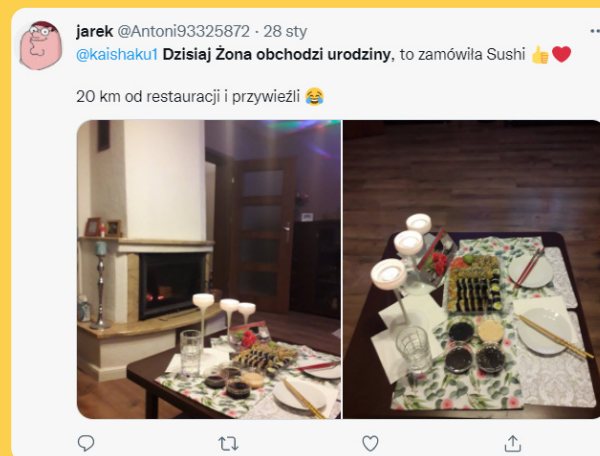 jarek @Antoni93325872 · 28 sty
@kaishaku1 Dzisiaj Żona obchodzi urodziny, to zamówiła Sushi 👍❤️
20 km od restauracji i przywieźli 😂